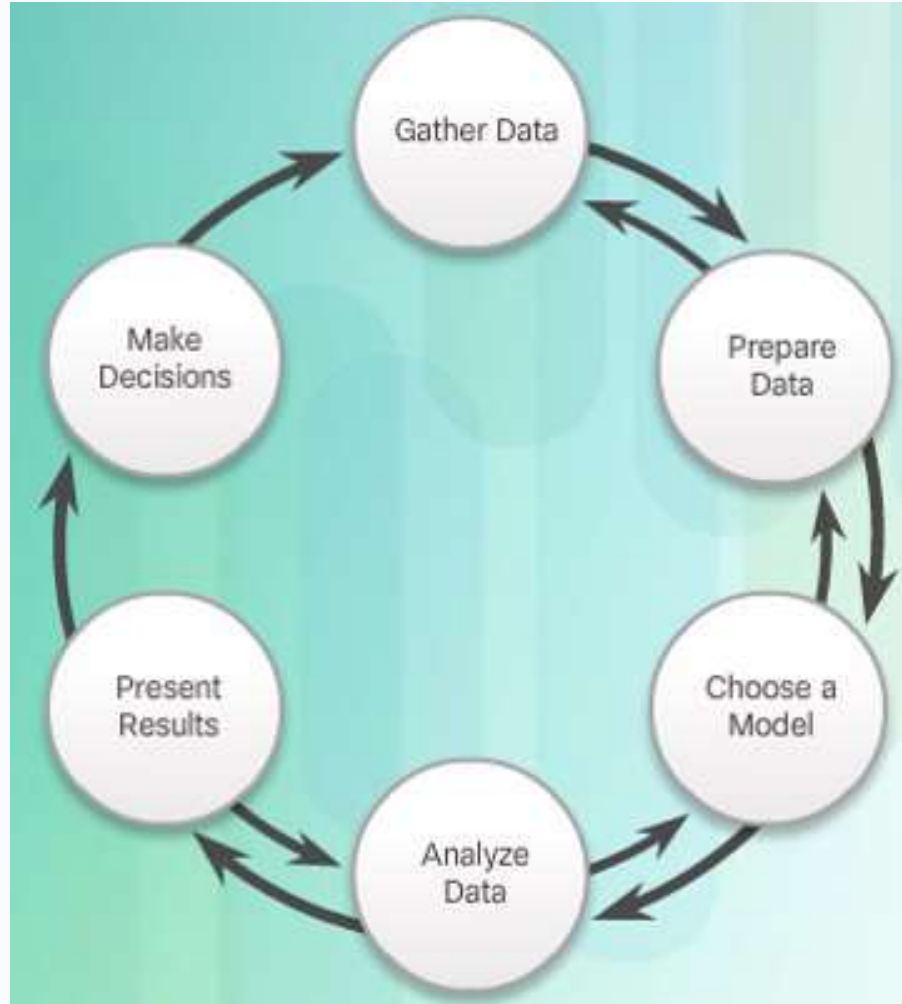 Gather Data
Prepare
Data
Choose a
Model
Analyze
Data
Present
Results
Make
Decisions